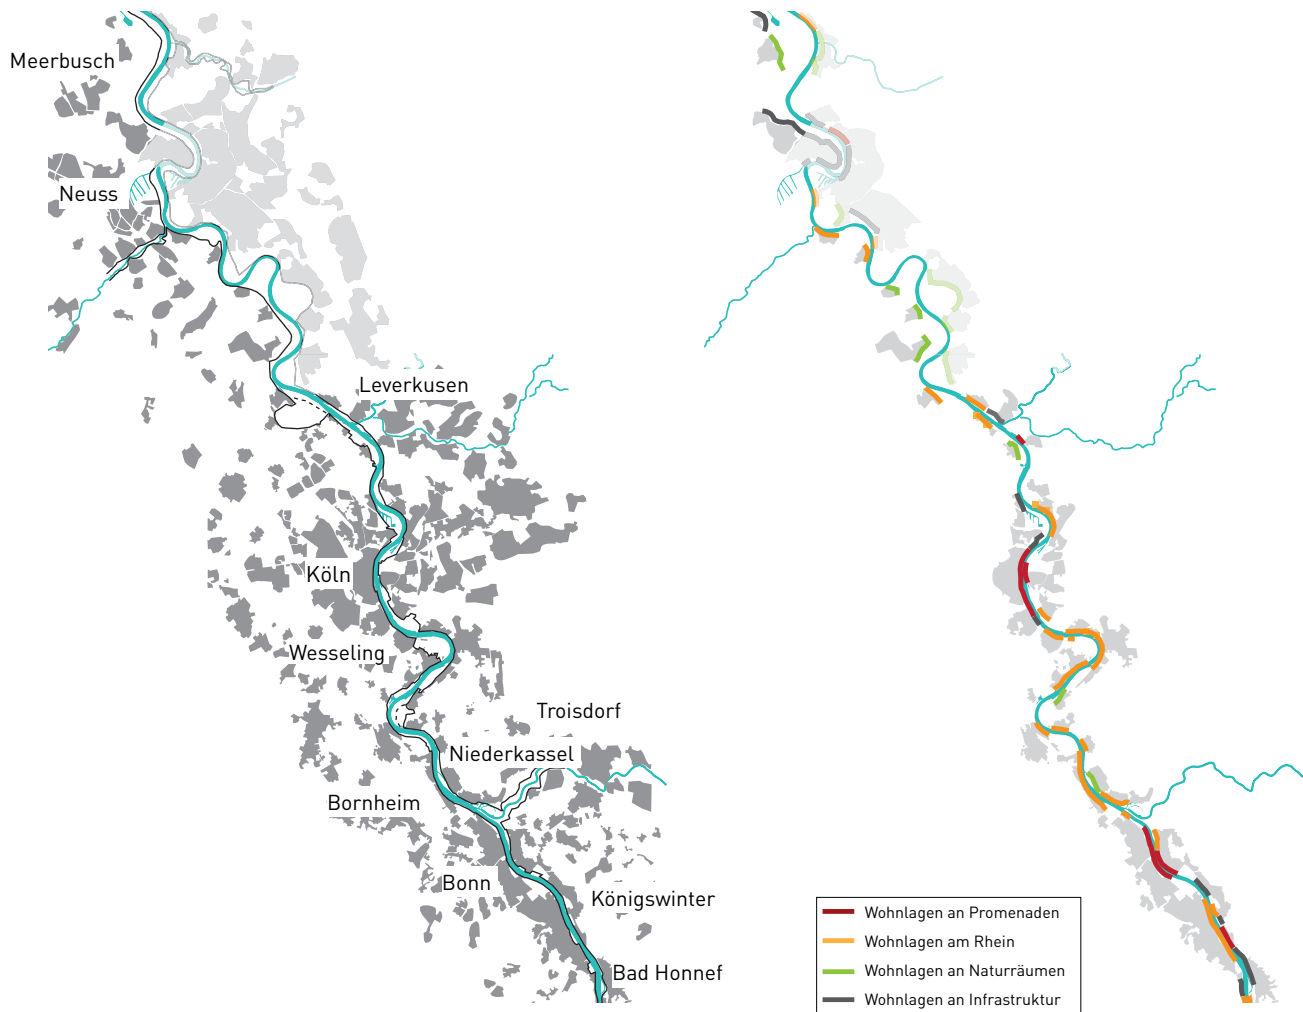 Meerbusch
Neuss
Leverkusen
Köln
Wesseling
Troisdorf
Niederkassel
Bornheim
Bonn
Königswinter
Bad Honnef
Wohnlagen an Promenaden
Wohnlagen am Rhein
Wohnlagen an Naturräumen
Wohnlagen an Infrastruktur